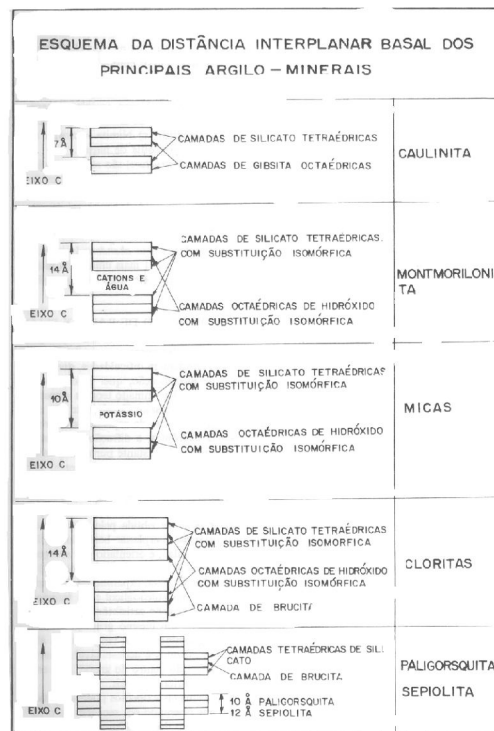 ESQUEMA DA DISTÂNCIA INTERPLANAR BASAL DOS
PRINCIPAIS ARGILO – MINERAIS
7Å
EIXO C
CAMADAS DE SILICATO TETRAÉDRICAS
CAMADAS DE GIBSITA OCTAÉDRICAS
CAULINITA
14Å
EIXO C
CATIONS E
ÁGUA
CAMADAS DE SILICATO TETRAÉDRICAS.
COM SUBSTITUIÇÃO ISOMÓRFICA
CAMADAS OCTAÉDRICAS DE HIDRÓXIDO
COM SUBSTITUIÇÃO ISOMÓRFICA
MONTMORILONI
TA
10Å
EIXO C
POTÁSSIO
CAMADAS DE SILICATO TETRAÉDRICAS
COM SUBSTITUIÇÃO ISOMÓRFICA
CAMADAS OCTAÉDRICAS DE HIDRÓXIDO
COM SUBSTITUIÇÃO ISOMÓRFICA
MICAS
14Å
EIXO C
CAMADAS DE SILICATO TETRAÉDRICAS
COM SUBSTITUIÇÃO ISOMORFICA
CAMADAS OCTAÉDRICAS DE HIDRÓXIDO
COM SUBSTITUIÇÃO ISOMÓRFICA
CAMADA DE BRUCITA
CLORITAS
EIXO C
CAMADAS TETRAÉDRICAS DE SILI
CATO
CAMADA DE BRUCITA
10 Å PALIGORSQUITA
12Å SEPIOLITA
PALIGORSQUITA
SEPIOLITA